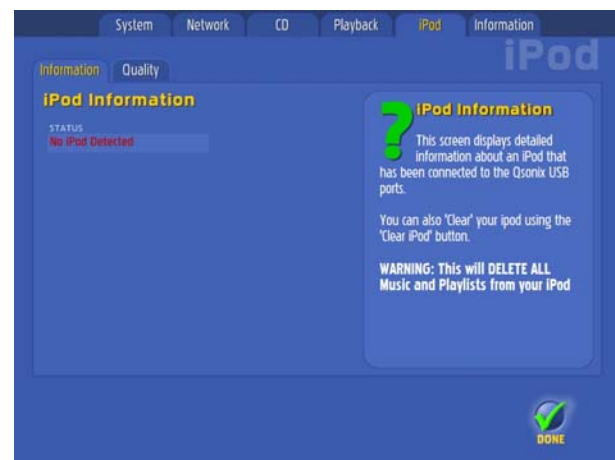 System Network CD Playback iPod Information
iPod
Information Quality
iPod Information
STATUS
No iPod Detected
iPod Information
This screen displays detailed
information about an iPod that
has been connected to the Qsonix USB
ports.
You can also 'Clear' your ipod using the
'Clear iPod' button.
WARNING: This will DELETE ALL
Music and Playlists from your iPod
DONE